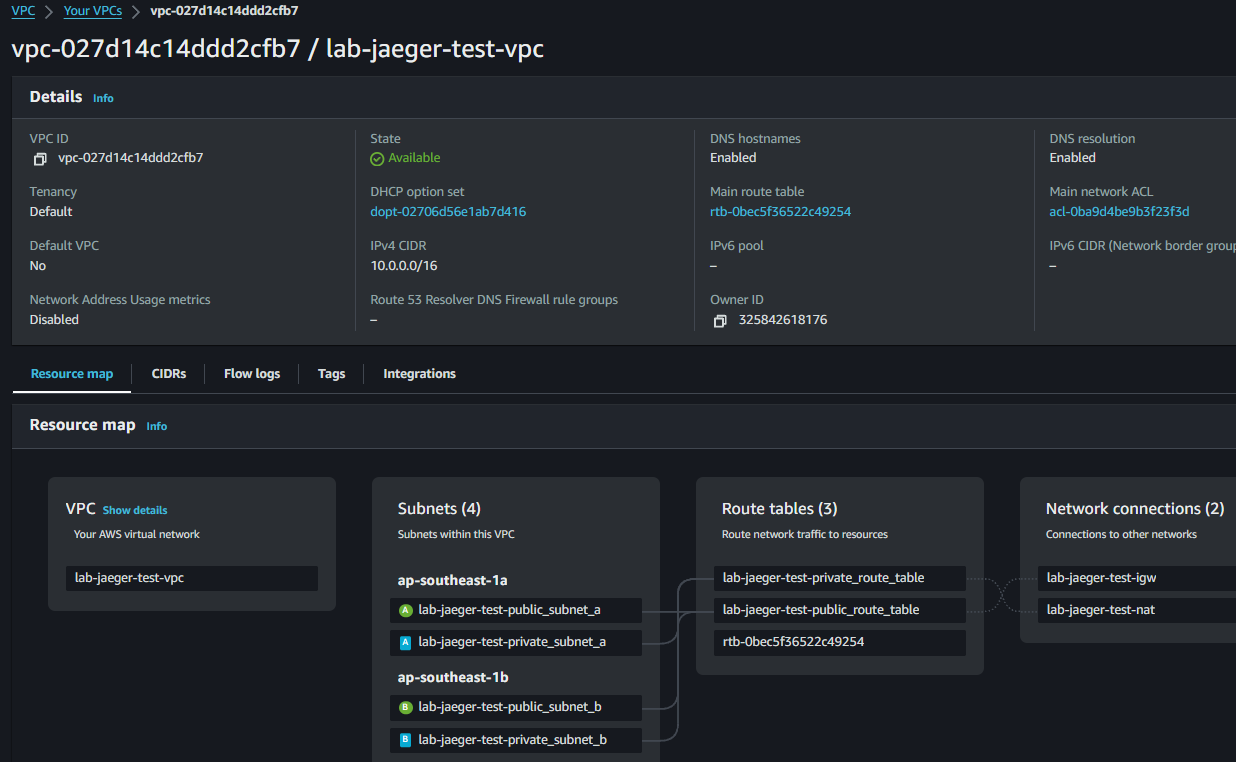 VPC > Your VPCs > vpc-027d14c14ddd2cfb7
vpc-027d14c14ddd2cfb7 / lab-jaeger-test-vpc
Details Info
VPC ID
vpc-027d14c14ddd2cfb7
State
Available
DNS hostnames
Enabled
DNS resolution
Enabled
Tenancy
Default
DHCP option set
dopt-02706d56e1ab7d416
Main route table
rtb-0bec5f36522c49254
Main network ACL
acl-0ba9d4be9b3f23f3d
Default VPC
No
IPv4 CIDR
10.0.0.0/16
IPv6 pool
–
IPv6 CIDR (Network border group
–
Network Address Usage metrics
Disabled
Route 53 Resolver DNS Firewall rule groups
–
Owner ID
325842618176
Resource map
CIDRs
Flow logs
Tags
Integrations
Resource map Info
VPC Show details
Your AWS virtual network
lab-jaeger-test-vpc
Subnets (4)
Subnets within this VPC
ap-southeast-1a
A lab-jaeger-test-public_subnet_a
A lab-jaeger-test-private_subnet_a
ap-southeast-1b
B lab-jaeger-test-public_subnet_b
B lab-jaeger-test-private_subnet_b
Route tables (3)
Route network traffic to resources
lab-jaeger-test-private_route_table
lab-jaeger-test-public_route_table
rtb-0bec5f36522c49254
Network connections (2)
Connections to other networks
lab-jaeger-test-igw
lab-jaeger-test-nat